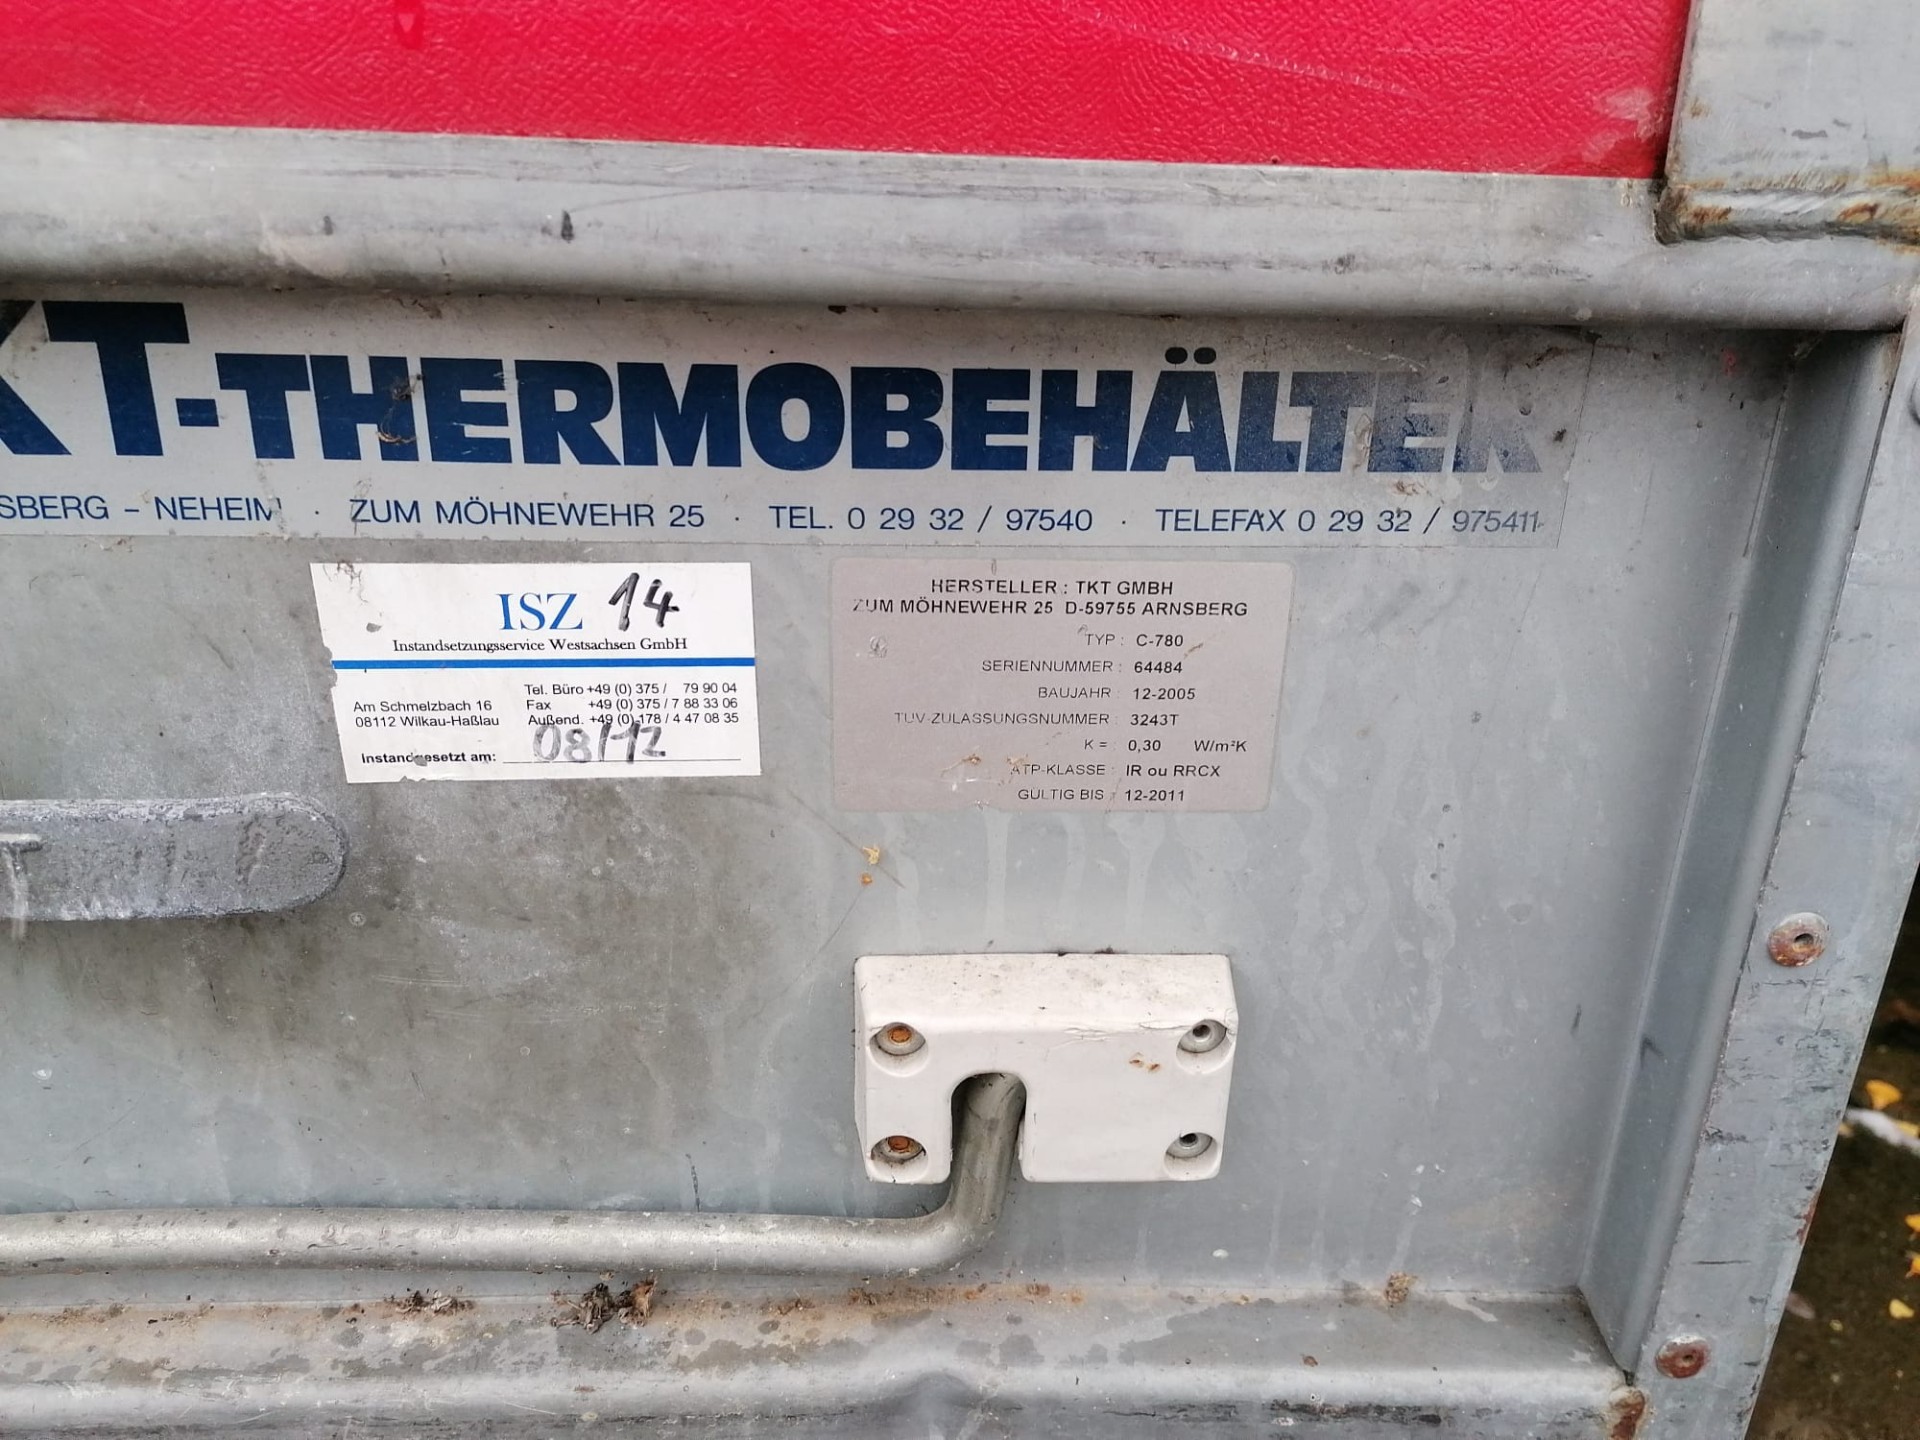 KT-THERMOBEHÄLTER
SBERG - NEHEIM · ZUM MÖHNEWEHR 25 · TEL. 0 29 32 / 97540 · TELEFAX 0 29 32 / 975411
ISZ 14
Instandsetzungsservice Westsachsen GmbH
Am Schmelzbach 16
08112 Wilkau-Haßlau
Tel. Büro +49 (0) 375 / 79 90 04
Fax +49 (0) 375 / 7 88 33 06
Außend. +49 (0) 178 / 4 47 08 35
Instandgesetzt am: 08/12
HERSTELLER : TKT GMBH
ZUM MÖHNEWEHR 25 D-59755 ARNSBERG
TYP : C-780
SERIENNUMMER : 64484
BAUJAHR : 12-2005
TÜV-ZULASSUNGSNUMMER : 3243T
K = 0,30 W/m²K
ATP-KLASSE : IR ou RRCX
GÜLTIG BIS : 12-2011